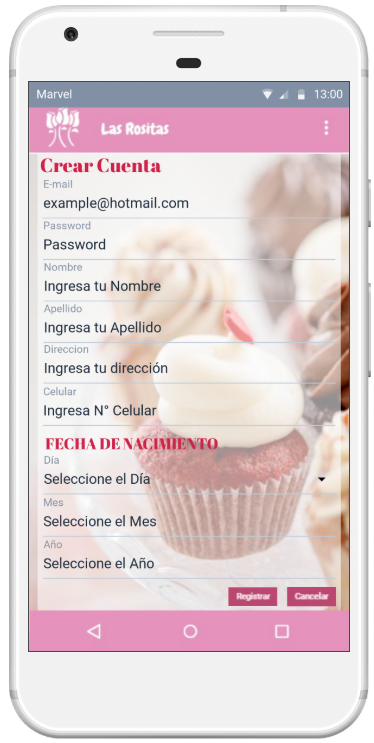 Marvel
13:00
Las Rositas
Crear Cuenta
E-mail
example@hotmail.com
Password
Password
Nombre
Ingresa tu Nombre
Apellido
Ingresa tu Apellido
Direccion
Ingresa tu dirección
Celular
Ingresa N° Celular
FECHA DE NACIMIENTO
Día
Seleccione el Día
Mes
Seleccione el Mes
Año
Seleccione el Año
Registrar Cancelar